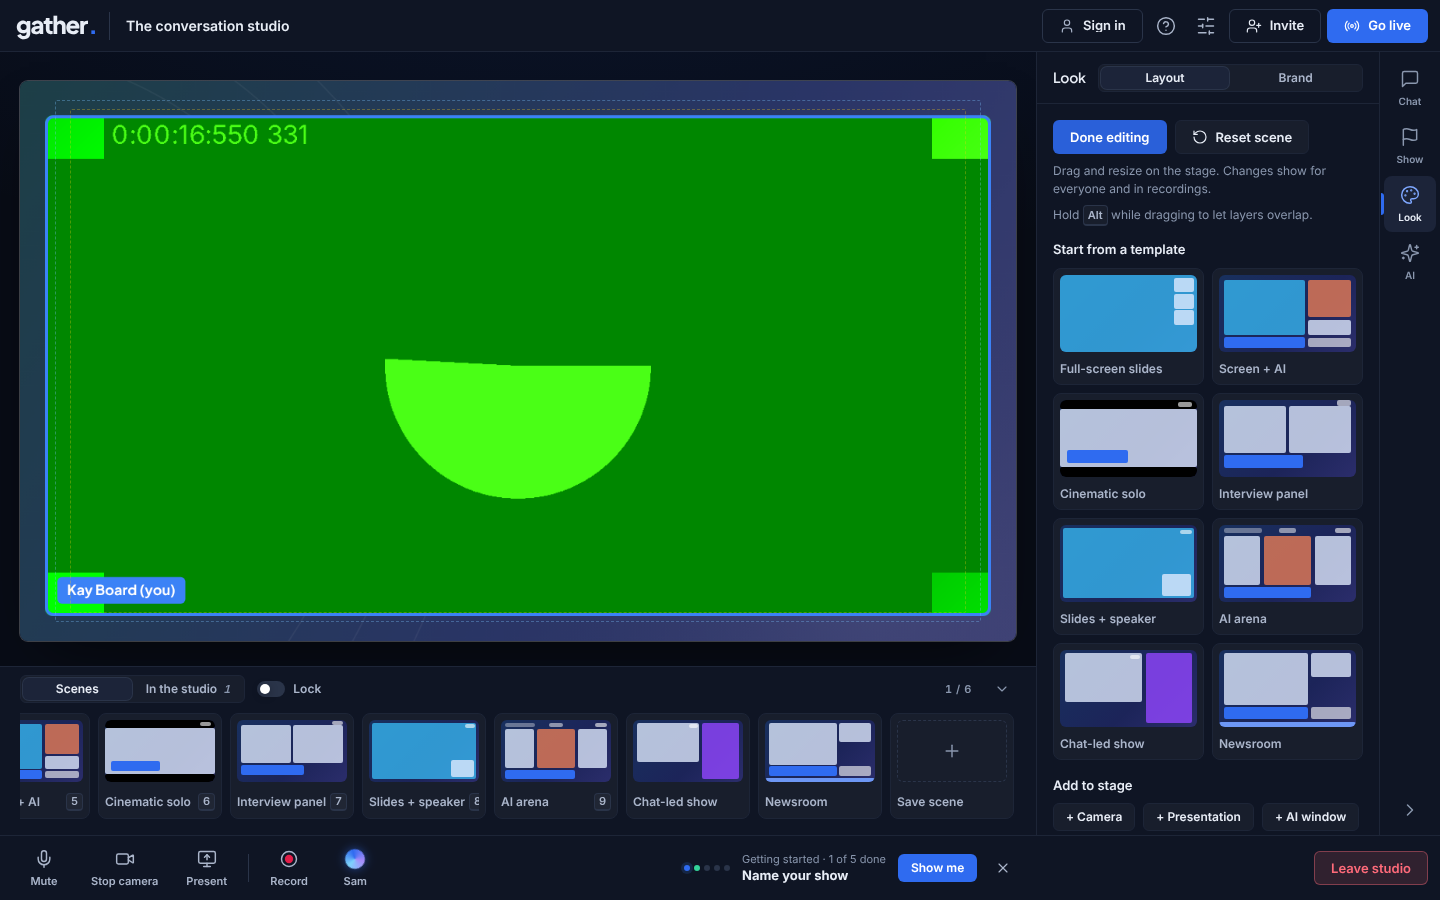 gather.
The conversation studio
Sign in
Invite
Go live
0:00:16:550 331
Kay Board (you)
Look
Layout
Brand
Done editing
Reset scene
Drag and resize on the stage. Changes show for
everyone and in recordings.
Hold Alt while dragging to let layers overlap.
Start from a template
Full-screen slides
Screen + AI
Cinematic solo
Interview panel
Slides + speaker
AI arena
Chat-led show
Newsroom
Add to stage
+ Camera
+ Presentation
+ AI window
Chat
Show
Look
AI
Scenes
In the studio 1
Lock
1 / 6
+ AI 5
Cinematic solo 6
Interview panel 7
Slides + speaker 8
AI arena 9
Chat-led show
Newsroom
Save scene
Mute
Stop camera
Present
Record
Sam
Getting started · 1 of 5 done
Name your show
Show me
Leave studio